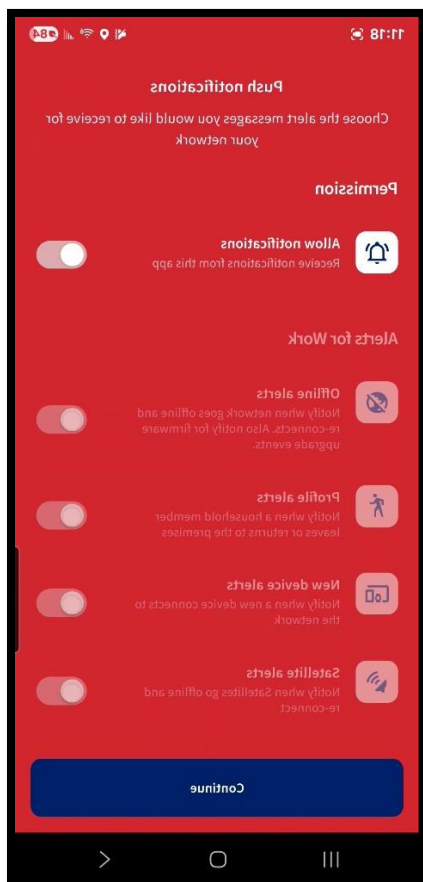 11:18
84
Push notifications
Choose the alert messages you would like to receive for
your network
Permission
Allow notifications
Receive notifications from this app
Alerts for Work
Offline alerts
Notify when network goes offline and
re-connects. Also notify for firmware
upgrade events.
Profile alerts
Notify when a household member
leaves or returns to the premises
New device alerts
Notify when a new device connects to
the network
Satellite alerts
Notify when Satellites go offline and
re-connect
Continue